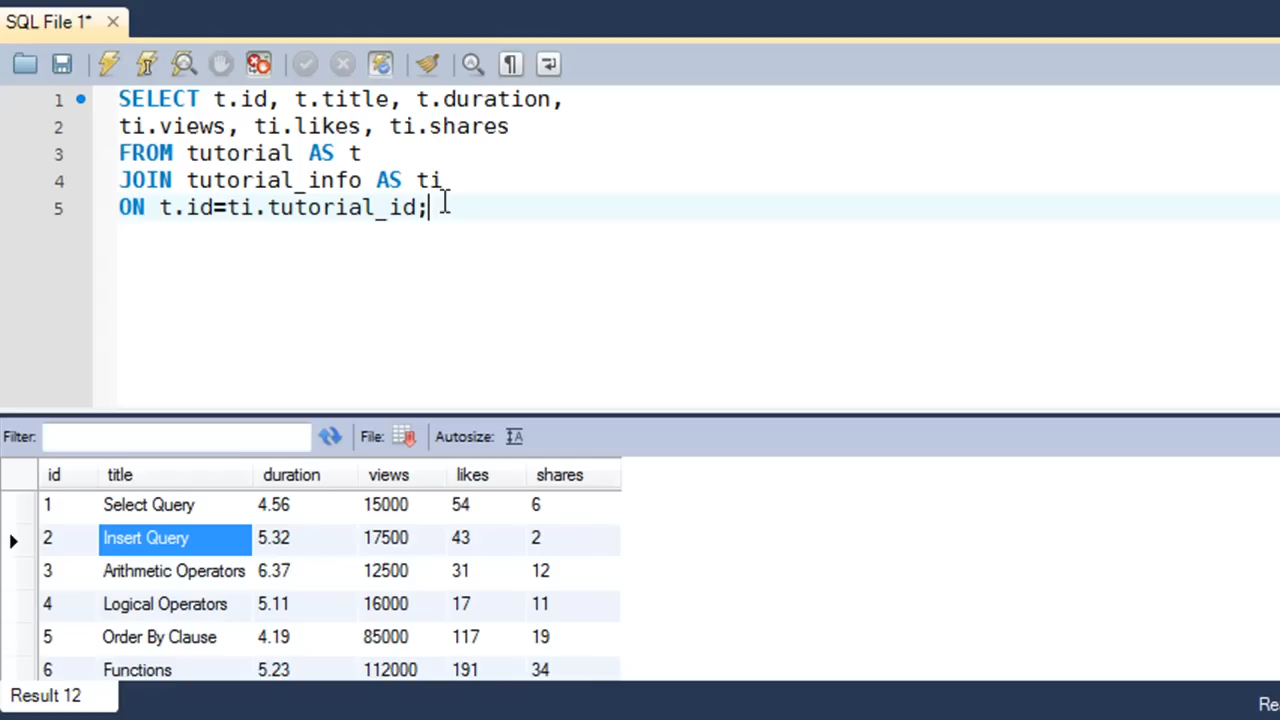 SQL File 1*
1 SELECT t.id, t.title, t.duration,
2 ti.views, ti.likes, ti.shares
3 FROM tutorial AS t
4 JOIN tutorial_info AS ti
5 ON t.id=ti.tutorial_id;
Filter: File: Autosize:
id title duration views likes shares
1 Select Query 4.56 15000 54 6
2 Insert Query 5.32 17500 43 2
3 Arithmetic Operators 6.37 12500 31 12
4 Logical Operators 5.11 16000 17 11
5 Order By Clause 4.19 85000 117 19
6 Functions 5.23 112000 191 34
Result 12
Re